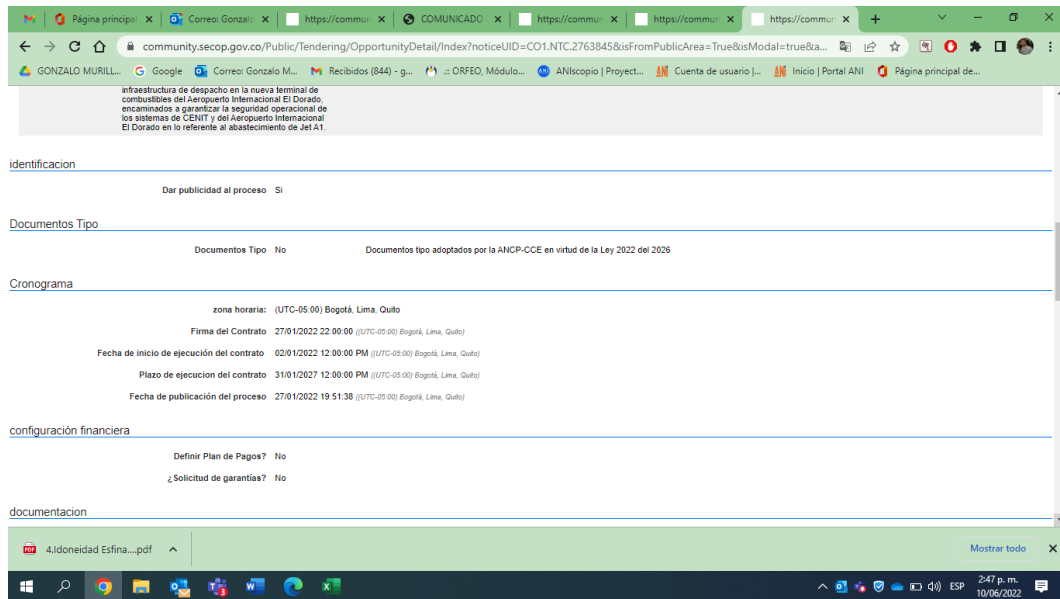 Página principal
Correo: Gonzalo
https://commun
COMUNICADO
https://commun
https://commun
https://commun
community.secop.gov.co/Public/Tendering/OpportunityDetail/Index?noticeUID=CO1.NTC.2763845&isFromPublicArea=True&isModal=true&a...
GONZALO MURILL...
Google
Correo: Gonzalo M...
Recibidos (844) - g...
.:: ORFEO, Módulo...
ANIscopio | Proyect...
Cuenta de usuario |...
Inicio | Portal ANI
Página principal de...
infraestructura de despacho en la nueva terminal de
combustibles del Aeropuerto Internacional El Dorado,
encaminados a garantizar la seguridad operacional de
los sistemas de CENIT y del Aeropuerto Internacional
El Dorado en lo referente al abastecimiento de Jet A1.
identificacion
Dar publicidad al proceso Si
Documentos Tipo
Documentos Tipo No Documentos tipo adoptados por la ANCP-CCE en virtud de la Ley 2022 del 2026
Cronograma
zona horaria: (UTC-05:00) Bogotá, Lima, Quito
Firma del Contrato 27/01/2022 22:00:00 ((UTC-05:00) Bogotá, Lima, Quito)
Fecha de inicio de ejecución del contrato 02/01/2022 12:00:00 PM ((UTC-05:00) Bogotá, Lima, Quito)
Plazo de ejecucion del contrato 31/01/2027 12:00:00 PM ((UTC-05:00) Bogotá, Lima, Quito)
Fecha de publicación del proceso 27/01/2022 19:51:38 ((UTC-05:00) Bogotá, Lima, Quito)
configuración financiera
Definir Plan de Pagos? No
¿Solicitud de garantías? No
documentacion
4.Idoneidad Esfina....pdf
Mostrar todo
ESP
2:47 p. m.
10/06/2022